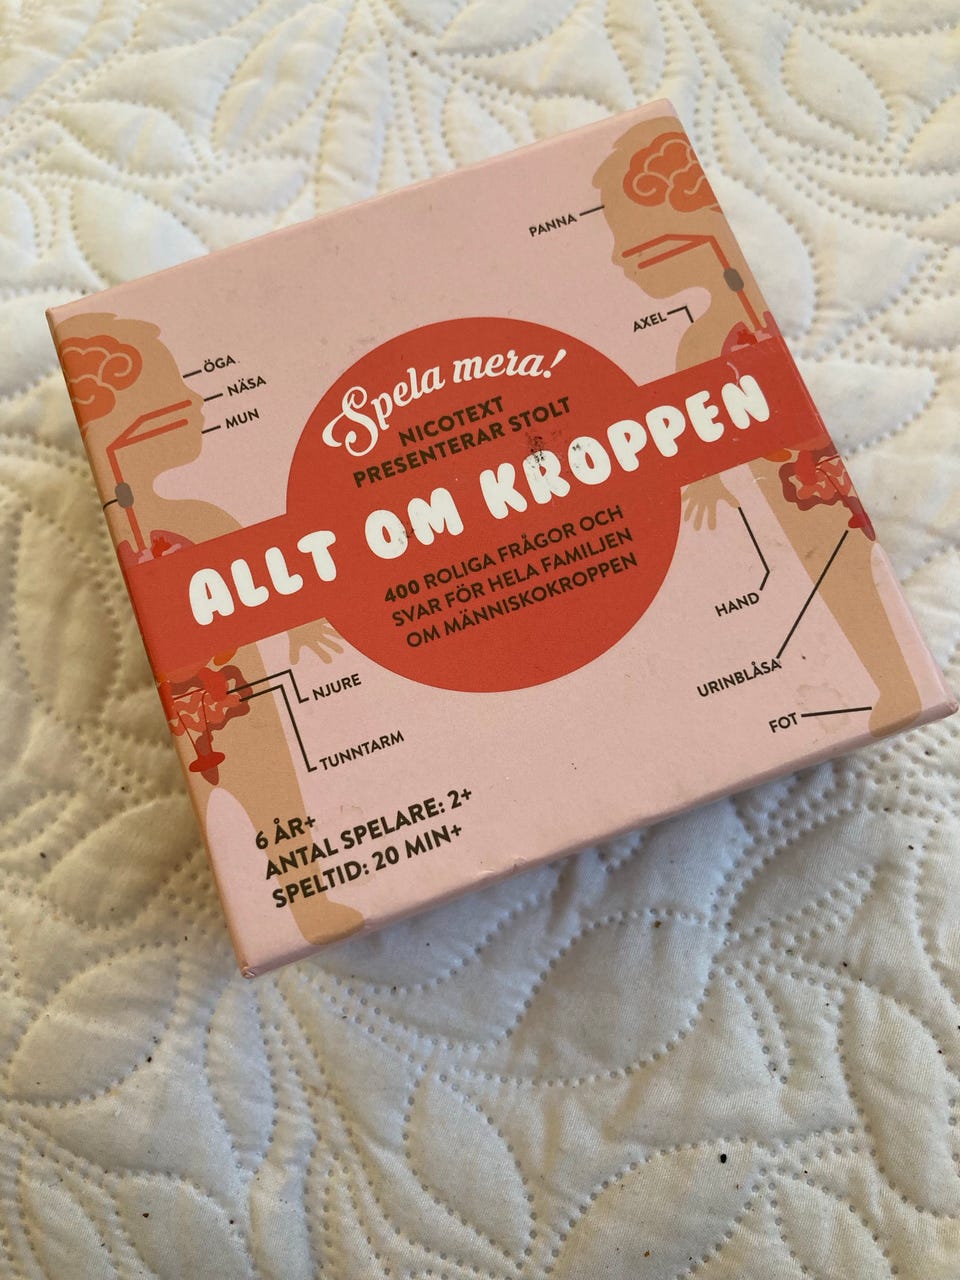 PANNA
AXEL
ÖGA
NÄSA
MUN
Spela mera!
NICOTEXT
PRESENTERAR STOLT
ALLT OM KROPPEN
400 ROLIGA FRÅGOR OCH
SVAR FÖR HELA FAMILJEN
OM MÄNNISKOKROPPEN
HAND
URINBLÅSA
FOT
NJURE
TUNNTARM
6 ÅR+
ANTAL SPELARE: 2+
SPELTID: 20 MIN+